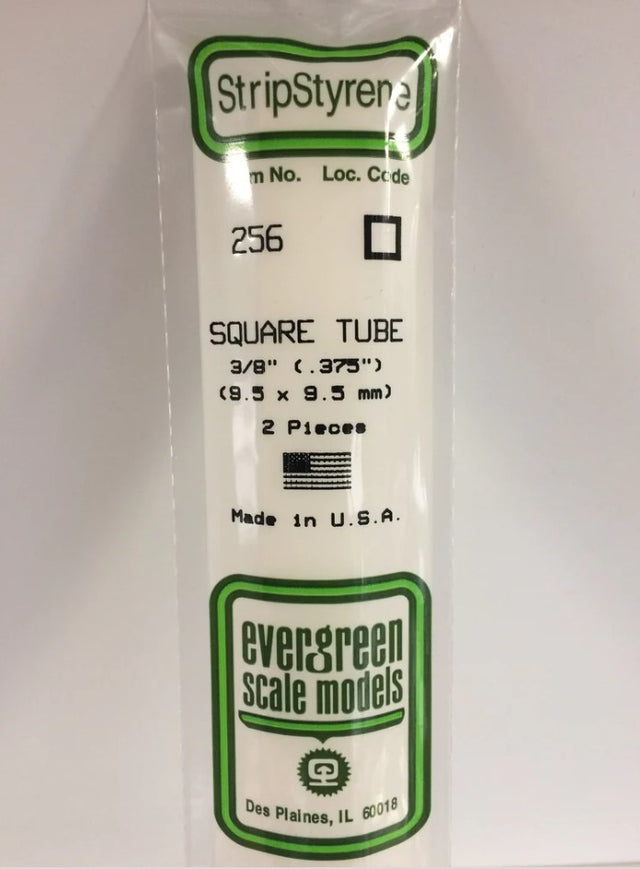 StripStyrene
m No. Loc. Code
256
SQUARE TUBE
3/8" (.375")
(9.5 x 9.5 mm)
2 Pieces
Made in U.S.A.
evergreen
scale models
Des Plaines, IL 60018